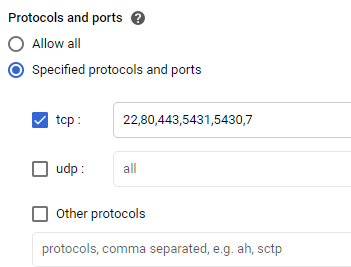 Protocols and ports ?
Allow all
Specified protocols and ports
tcp : 22,80,443,5431,5430,7
udp : all
Other protocols
protocols, comma separated, e.g. ah, sctp